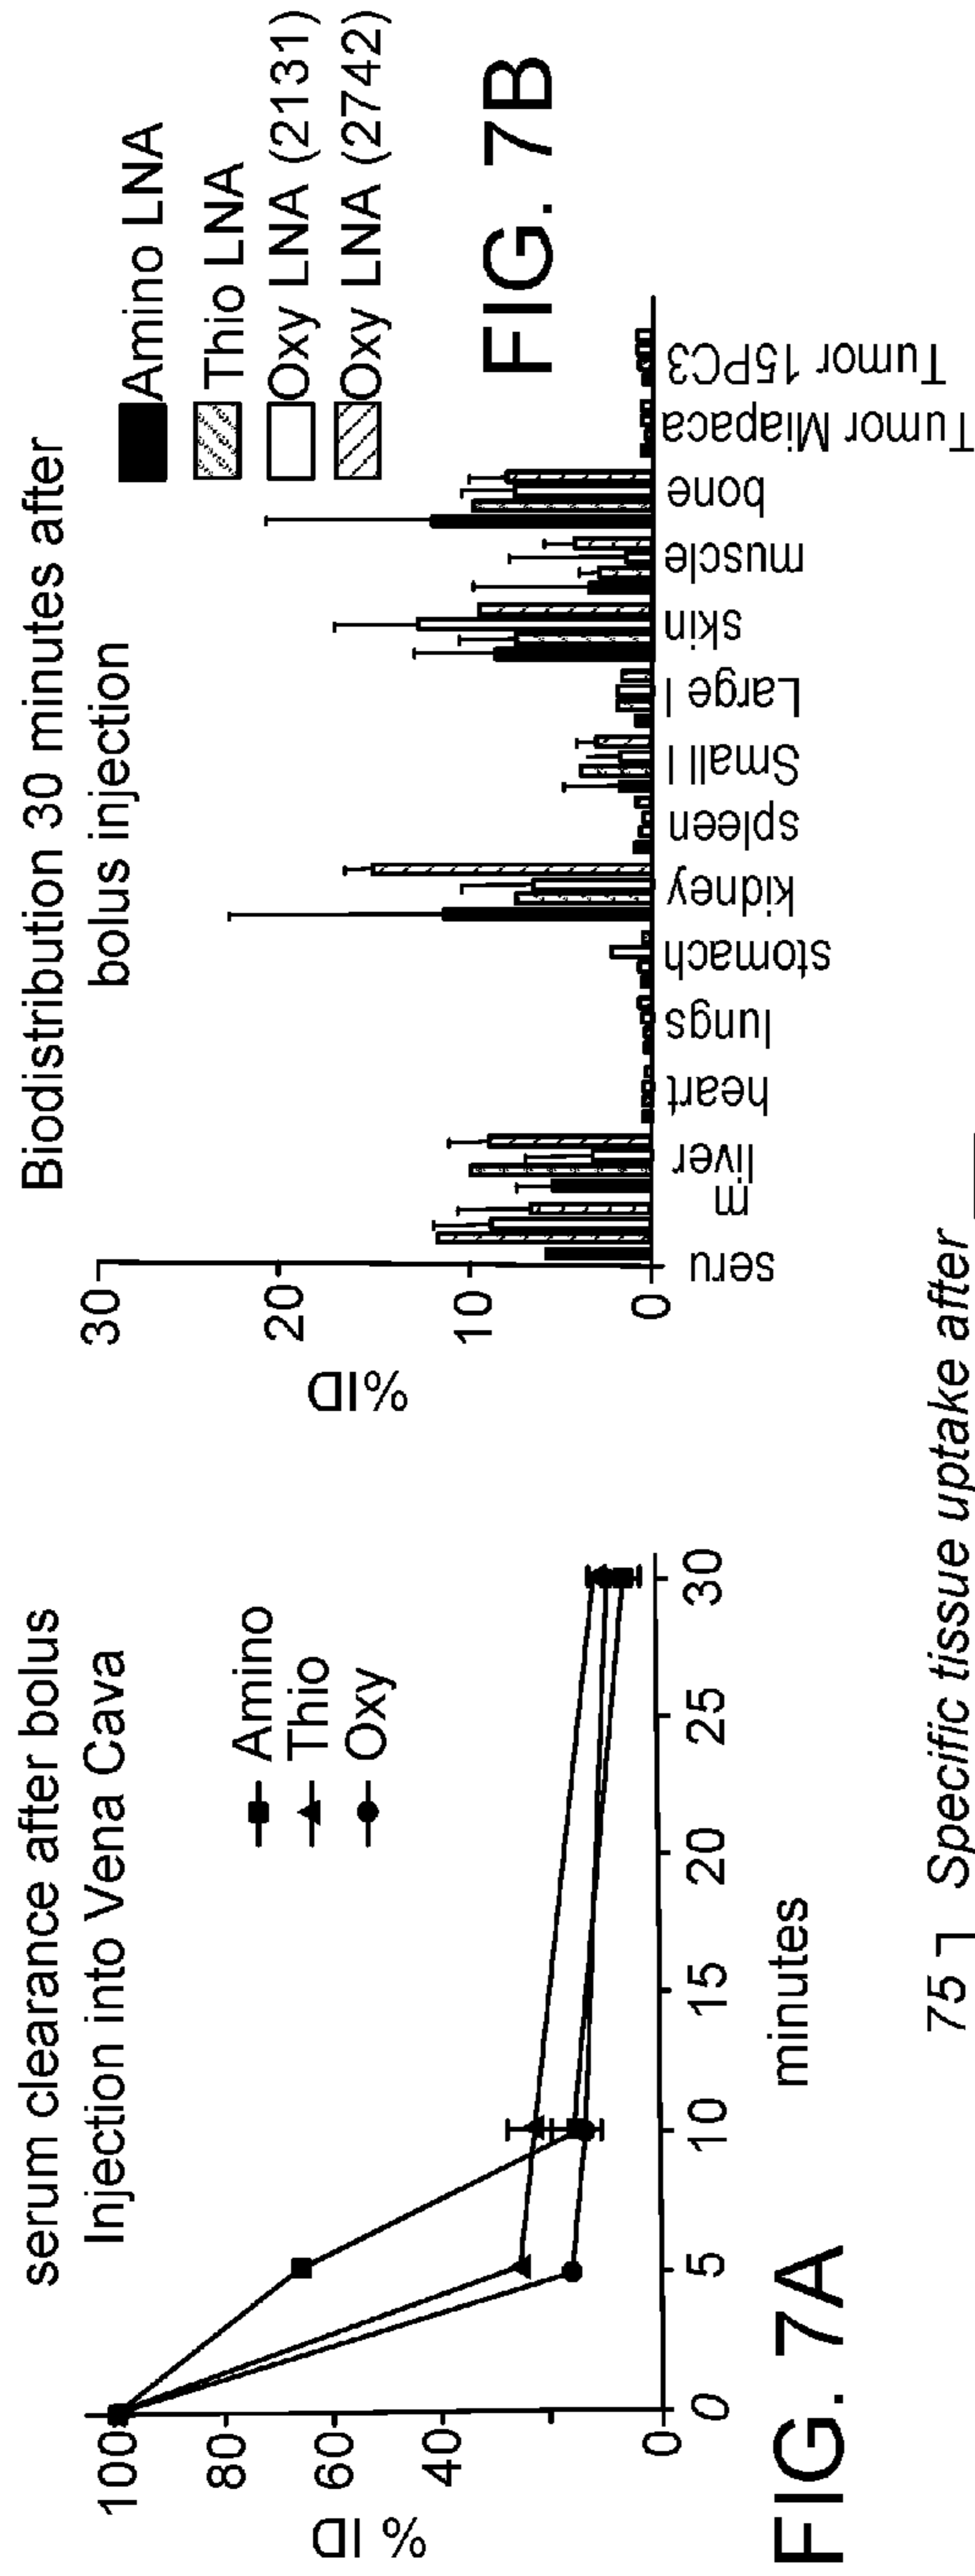 serum clearance after bolus
Injection into Vena Cava
Amino
Thio
Oxy
% ID
100
80
60
40
0
0
5
10
15
20
25
30
minutes
FIG. 7A
Biodistribution 30 minutes after
bolus injection
Amino LNA
Thio LNA
Oxy LNA (2131)
Oxy LNA (2742)
%ID
30
20
10
0
seru
m
liver
heart
lungs
stomach
kidney
spleen
Small I
Large I
skin
muscle
bone
Tumor Miapaca
Tumor 15PC3
FIG. 7B
75
Specific tissue uptake after